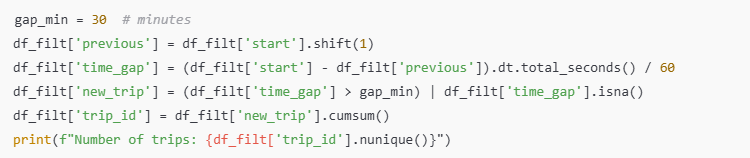 gap_min = 30  # minutes
df_filt['previous'] = df_filt['start'].shift(1)
df_filt['time_gap'] = (df_filt['start'] - df_filt['previous']).dt.total_seconds() / 60
df_filt['new_trip'] = (df_filt['time_gap'] > gap_min) | df_filt['time_gap'].isna()
df_filt['trip_id'] = df_filt['new_trip'].cumsum()
print(f"Number of trips: {df_filt['trip_id'].nunique()}")